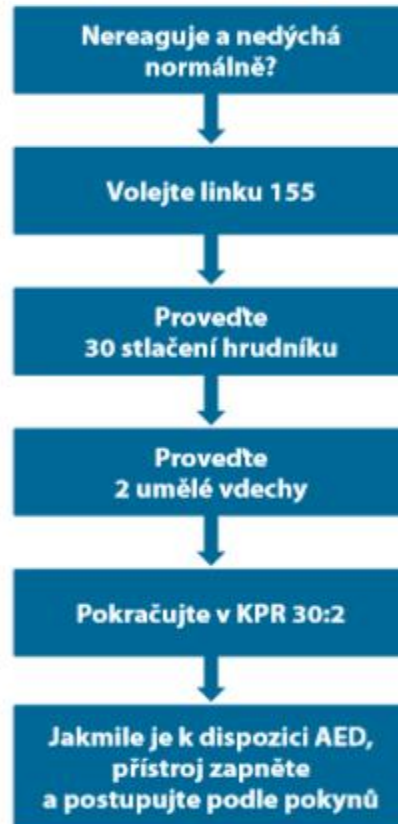 Nereaguje a nedýchá
normálně?
Volejte linku 155
Proveďte
30 stlačení hrudníku
Proveďte
2 umělé vdechy
Pokračujte v KPR 30:2
Jakmile je k dispozici AED,
přístroj zapněte
a postupujte podle pokynů